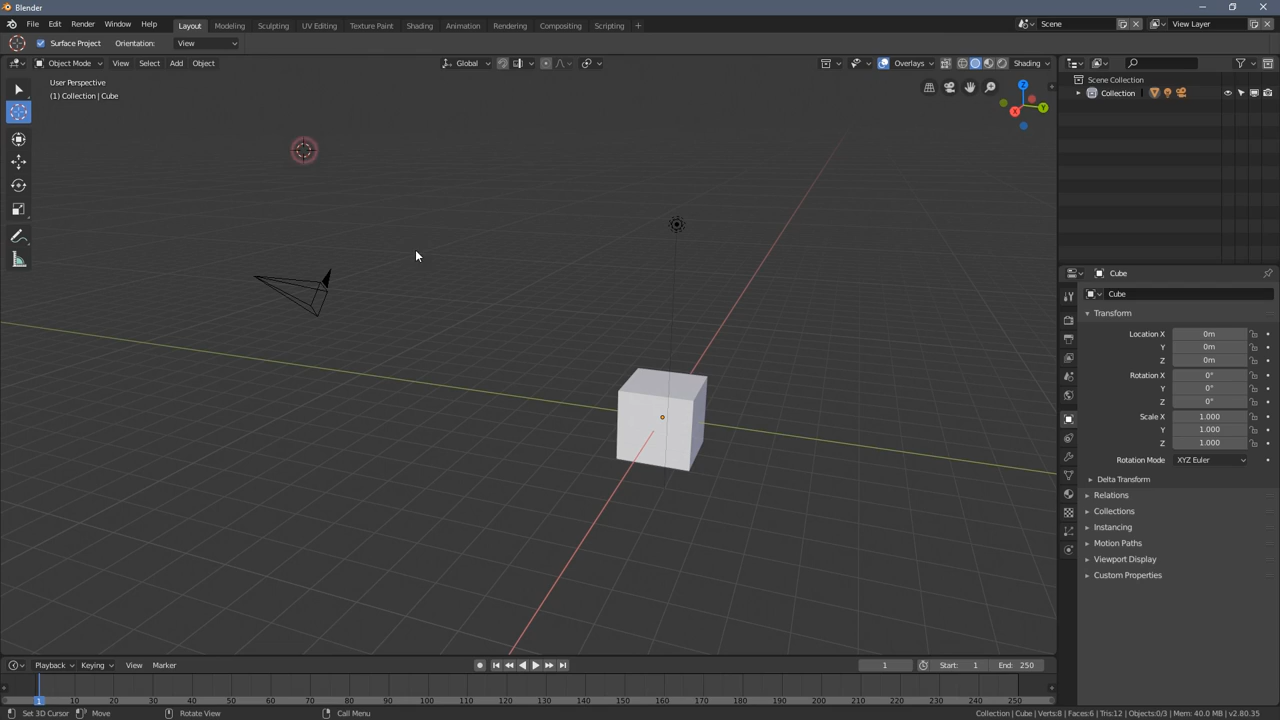 Blender
File Edit Render Window Help Layout Modeling Sculpting UV Editing Texture Paint Shading Animation Rendering Compositing Scripting + Scene View Layer
Surface Project Orientation: View
Object Mode View Select Add Object Global Overlays Shading
User Perspective
(1) Collection | Cube
Z
Y
X
Scene Collection
Collection
Cube
Cube
Transform
Location X 0m
Y 0m
Z 0m
Rotation X 0°
Y 0°
Z 0°
Scale X 1.000
Y 1.000
Z 1.000
Rotation Mode XYZ Euler
Delta Transform
Relations
Collections
Instancing
Motion Paths
Viewport Display
Custom Properties
Playback Keying View Marker 1 Start: 1 End: 250
1 10 20 30 40 50 60 70 80 90 100 110 120 130 140 150 160 170 180 190 200 210 220 230 240 250
Set 3D Cursor Move Rotate View Call Menu Collection | Cube | Verts:8 | Faces:6 | Tris:12 | Objects:0/3 | Mem: 40.0 MB | v2.80.35